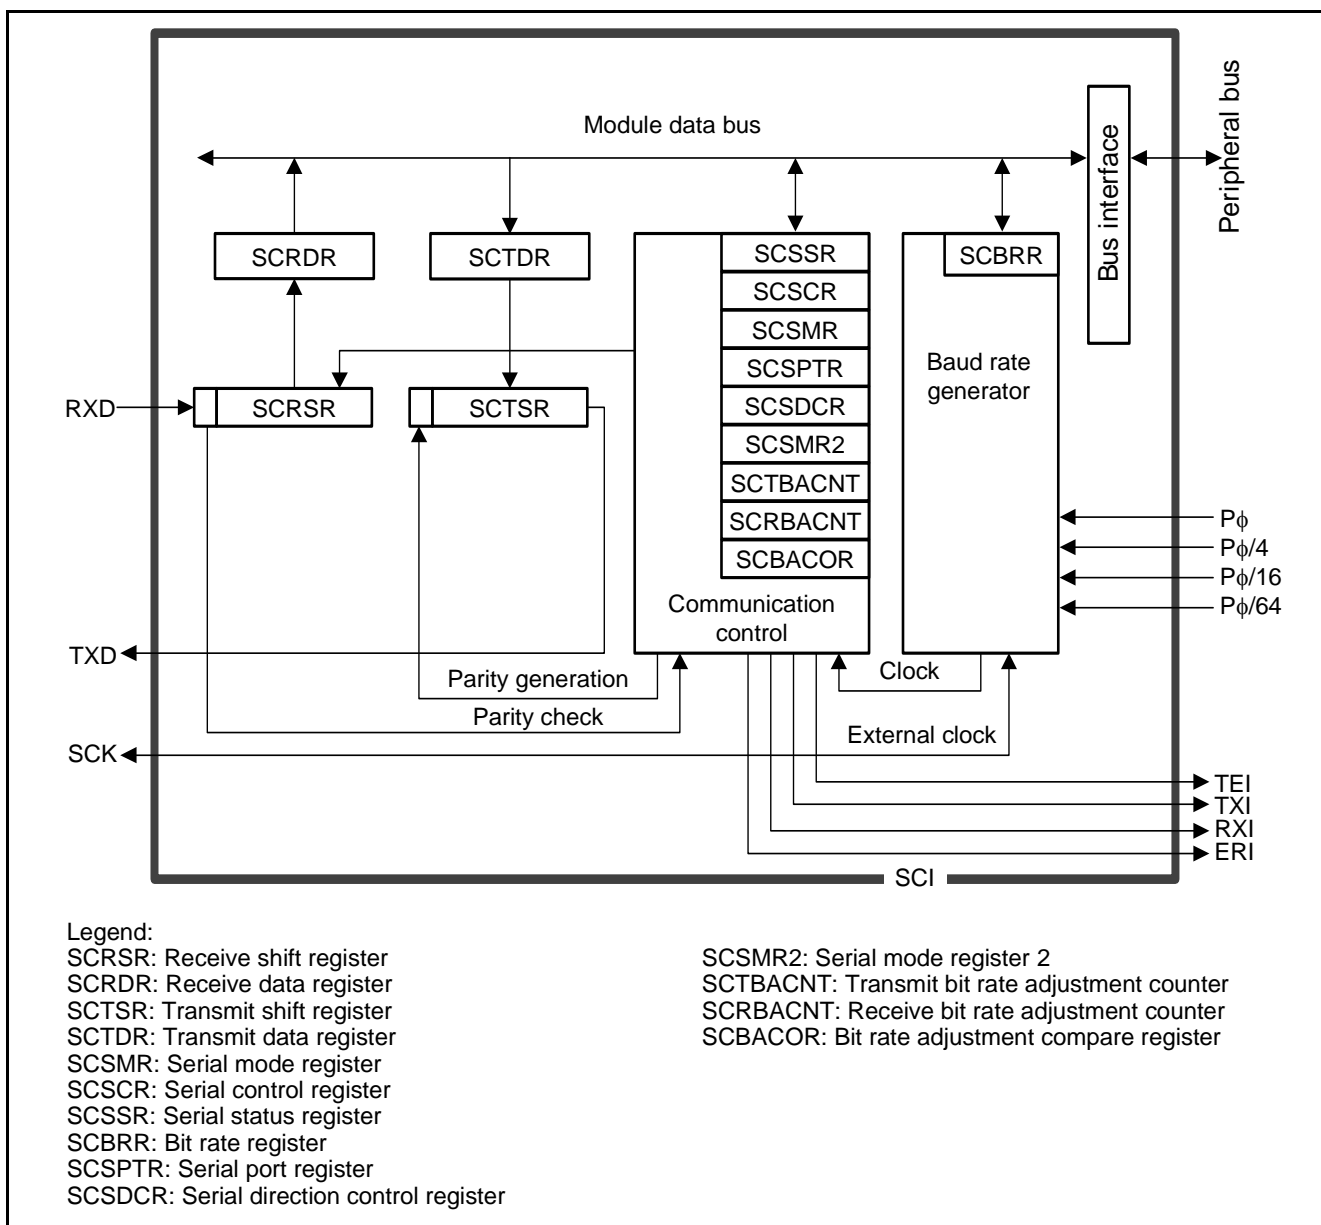 Module data bus
Bus interface
Peripheral bus
SCRDR
SCTDR
SCSSR
SCBRR
SCSCR
SCSMR
SCSPTR
Baud rate
generator
RXD
SCRSR
SCTSR
SCSDCR
SCSMR2
SCTBACNT
SCRBACNT
SCBACOR
Pϕ
Pϕ/4
Pϕ/16
Pϕ/64
Communication
control
TXD
Parity generation
Clock
Parity check
SCK
External clock
TEI
TXI
RXI
ERI
SCI
Legend:
SCRSR: Receive shift register
SCRDR: Receive data register
SCTSR: Transmit shift register
SCTDR: Transmit data register
SCSMR: Serial mode register
SCSCR: Serial control register
SCSSR: Serial status register
SCBRR: Bit rate register
SCSPTR: Serial port register
SCSDCR: Serial direction control register
SCSMR2: Serial mode register 2
SCTBACNT: Transmit bit rate adjustment counter
SCRBACNT: Receive bit rate adjustment counter
SCBACOR: Bit rate adjustment compare register